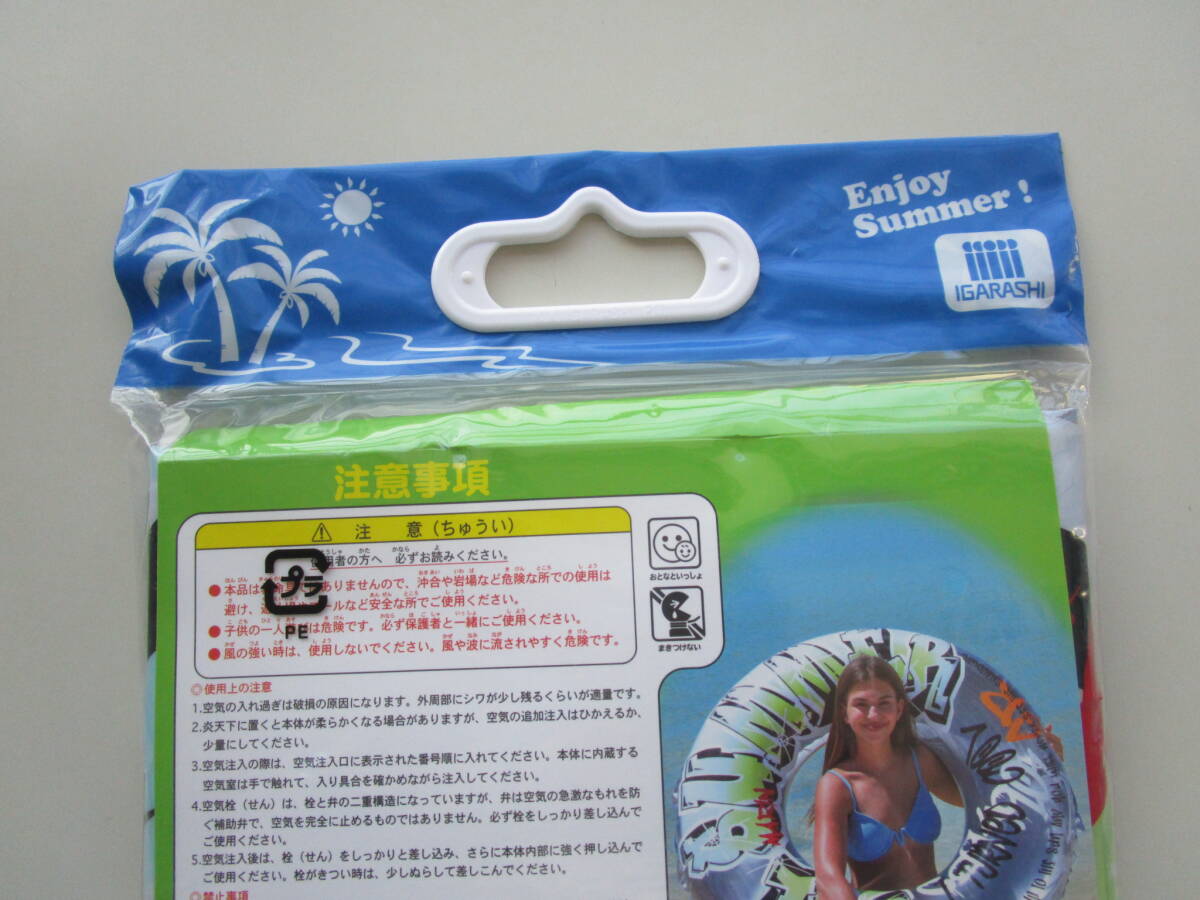 Enjoy
Summer !
IGARASHI
注意事項
注 意(ちゅうい)
使用者の方へ 必ずお読みください。
●本品は ありませんので、沖合や岩場など危険な所での使用は
避け、 ールなど安全な所でご使用ください。
●子供の一人 は危険です。必ず保護者と一緒にご使用ください。
●風の強い時は、使用しないでください。風や波に流されやすく危険です。
プラ
PE
おとなといっしょ
まきつけない
◎使用上の注意
1.空気の入れ過ぎは破損の原因になります。外周部にシワが少し残るくらいが適量です。
2.炎天下に置くと本体が柔らかくなる場合がありますが、空気の追加注入はひかえるか、
少量にしてください。
3.空気注入の際は、空気注入口に表示された番号順に入れてください。本体に内蔵する
空気室は手で触れて、入り具合を確かめながら注入してください。
4.空気栓(せん)は、栓と弁の二重構造になっていますが、弁は空気の急激なもれを防
ぐ補助弁で、空気を完全に止めるものではありません。必ず栓をしっかり差し込んで
ご使用ください。
5.空気注入後は、栓(せん)をしっかりと差し込み、さらに本体内部に強く押し込んで
ご使用ください。栓がきつい時は、少しぬらして差しこんでください。
◎禁止事項
SUMMER